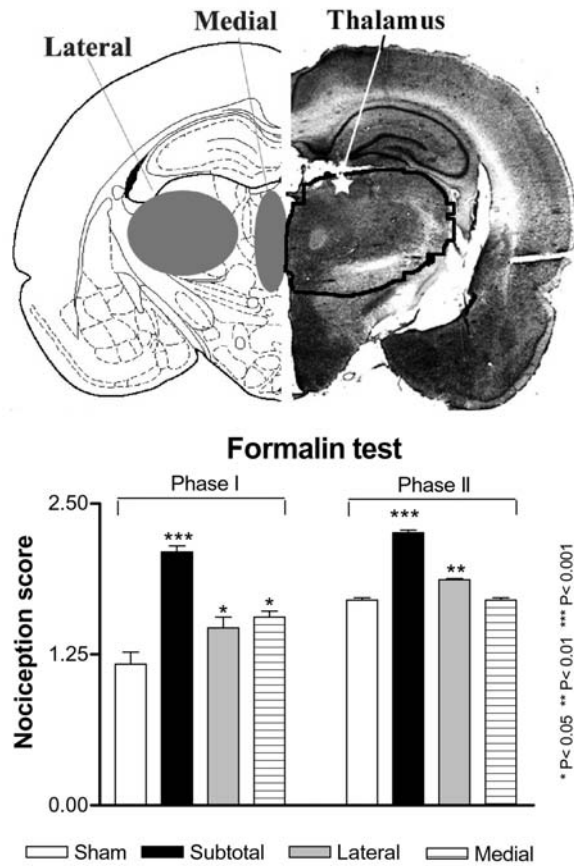 Medial
Thalamus
Lateral
Formalin test
Phase I
Phase II
2.50
1.25
0.00
Nociception score
***
*
*
***
**
* P< 0.05 ** P< 0.01 *** P< 0.001
Sham Subtotal Lateral Medial